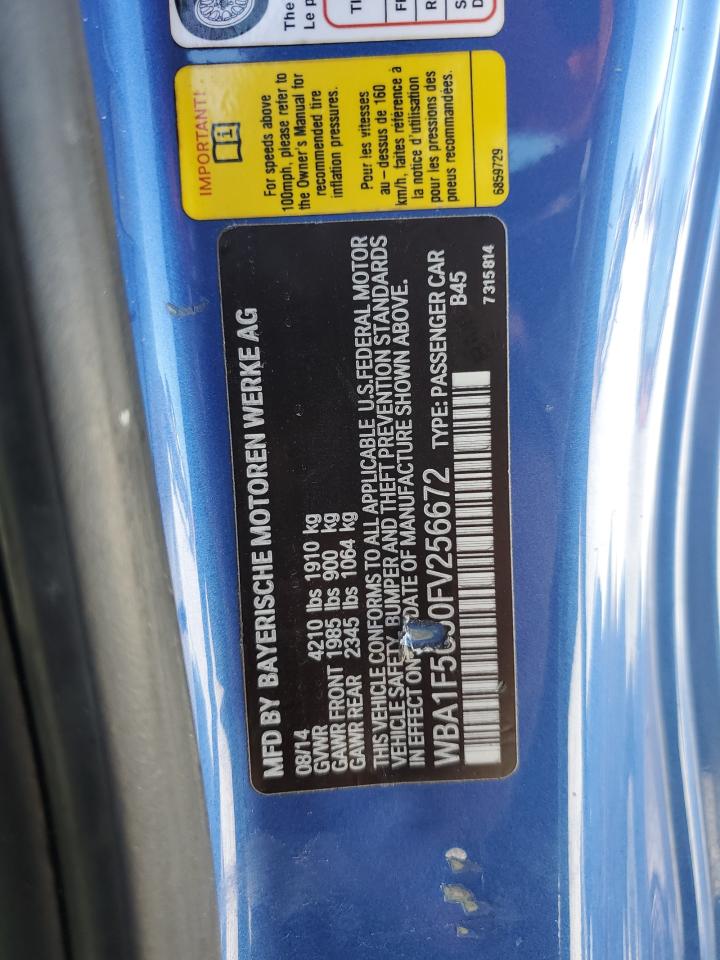 The
Le p
IMPORTANT!
For speeds above
100mph, please refer to
the Owner's Manual for
recommended tire
inflation pressures.
Pour les vitesses
au - dessus de 160
km/h, faites référence à
la notice d'utilisation
pour les pressions des
pneus recommandées.
6859729
MFD BY BAYERISCHE MOTOREN WERKE AG
08/14
GVWR 4210 lbs 1910 kg
GAWR FRONT 1985 lbs 900 kg
GAWR REAR 2345 lbs 1064 kg
THIS VEHICLE CONFORMS TO ALL APPLICABLE U.S.FEDERAL MOTOR
VEHICLE SAFETY, BUMPER AND THEFT PREVENTION STANDARDS
IN EFFECT ON DATE OF MANUFACTURE SHOWN ABOVE.
TYPE: PASSENGER CAR
B45
7315814